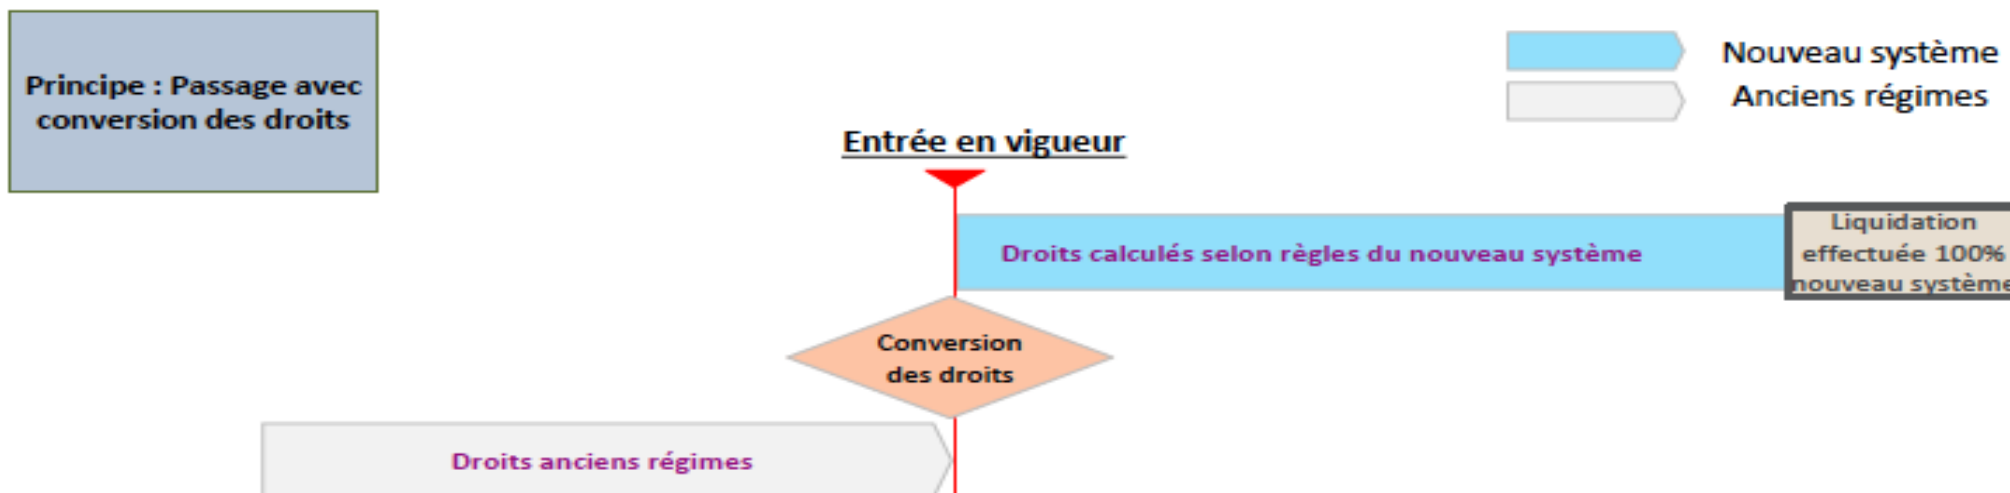 Principe : Passage avec
conversion des droits
Nouveau système
Anciens régimes
Entrée en vigueur
Droits calculés selon règles du nouveau système
Liquidation
effectuée 100%
nouveau système
Conversion
des droits
Droits anciens régimes